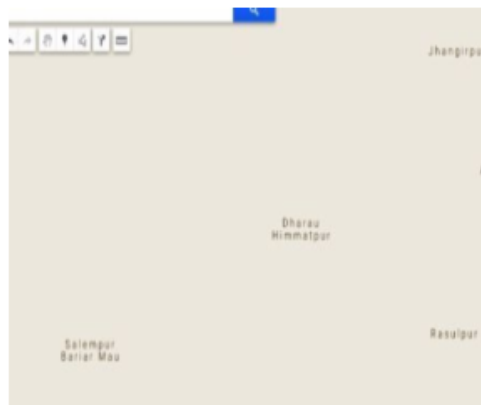 Jhangirpu
Dharau
Himmatpur
Rasulpur
Salempur
Bariar Mau